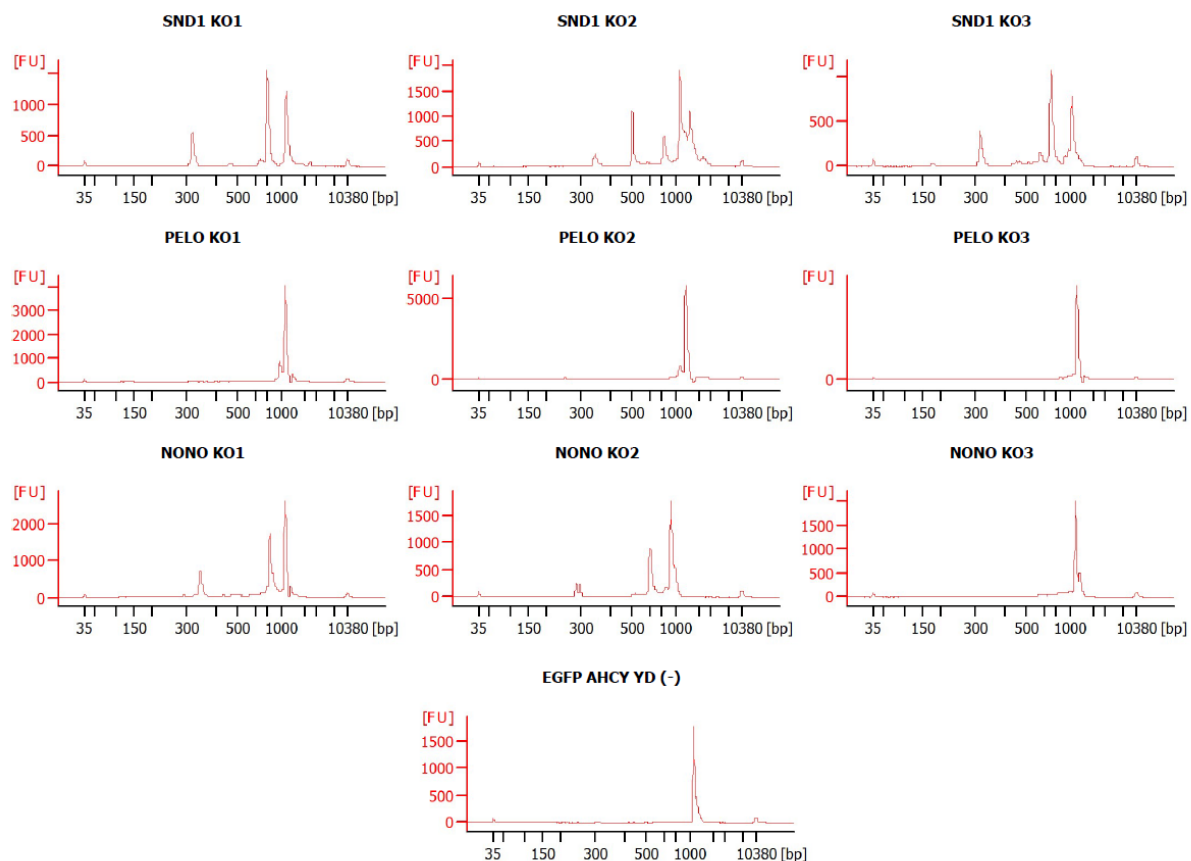 SND1 KO1
SND1 KO2
SND1 KO3
[FU]
1000
500
0
35 150 300 500 1000 10380 [bp]
[FU]
1500
1000
500
0
35 150 300 500 1000 10380 [bp]
[FU]
500
0
35 150 300 500 1000 10380 [bp]
PELO KO1
PELO KO2
PELO KO3
[FU]
3000
2000
1000
0
35 150 300 500 1000 10380 [bp]
[FU]
5000
0
35 150 300 500 1000 10380 [bp]
[FU]
0
35 150 300 500 1000 10380 [bp]
NONO KO1
NONO KO2
NONO KO3
[FU]
2000
1000
0
35 150 300 500 1000 10380 [bp]
[FU]
1500
1000
500
0
35 150 300 500 1000 10380 [bp]
[FU]
1500
1000
500
0
35 150 300 500 1000 10380 [bp]
EGFP AHCY YD (-)
[FU]
1500
1000
500
0
35 150 300 600 1000 10380 [bp]